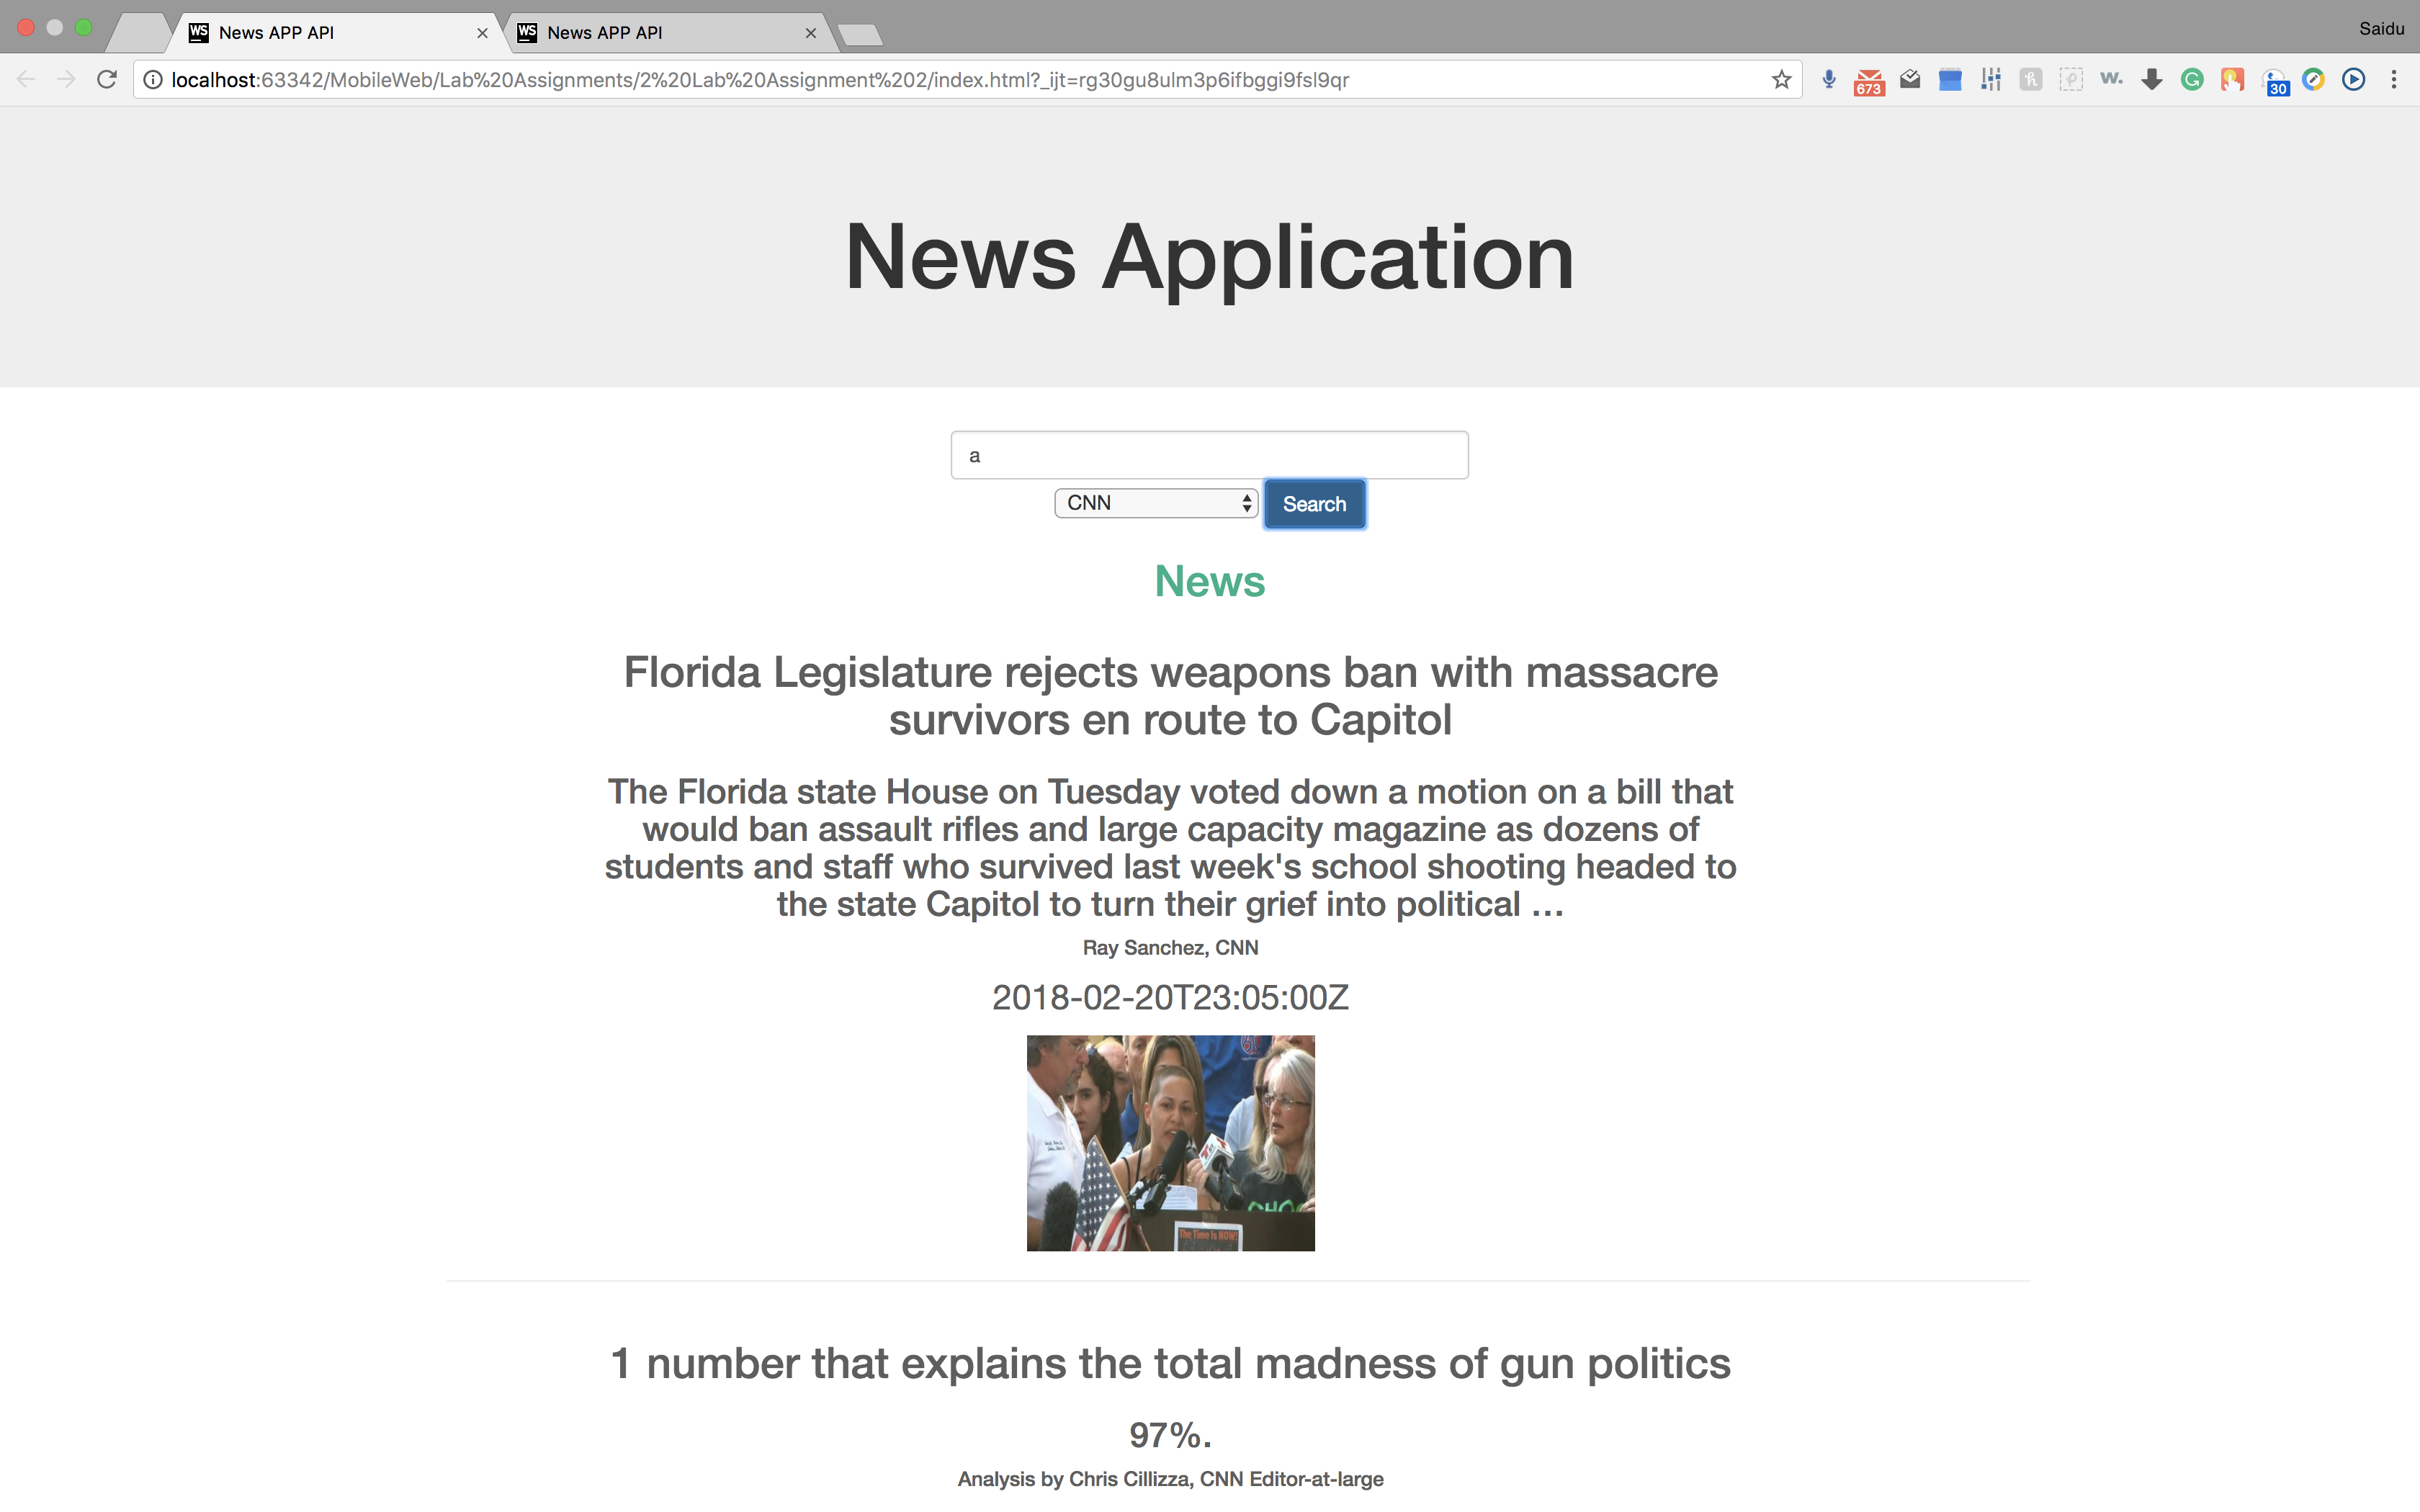 News APP API
News APP API
Saidu
localhost:63342/MobileWeb/Lab%20Assignments/2%20Lab%20Assignment%202/index.html?_ijt=rg30gu8ulm3p6ifbggi9fsl9qr
673
30
News Application
a
CNN
Search
News
Florida Legislature rejects weapons ban with massacre
survivors en route to Capitol
The Florida state House on Tuesday voted down a motion on a bill that
would ban assault rifles and large capacity magazine as dozens of
students and staff who survived last week's school shooting headed to
the state Capitol to turn their grief into political …
Ray Sanchez, CNN
2018-02-20T23:05:00Z
The Time Is NOW!
1 number that explains the total madness of gun politics
97%.
Analysis by Chris Cillizza, CNN Editor-at-large